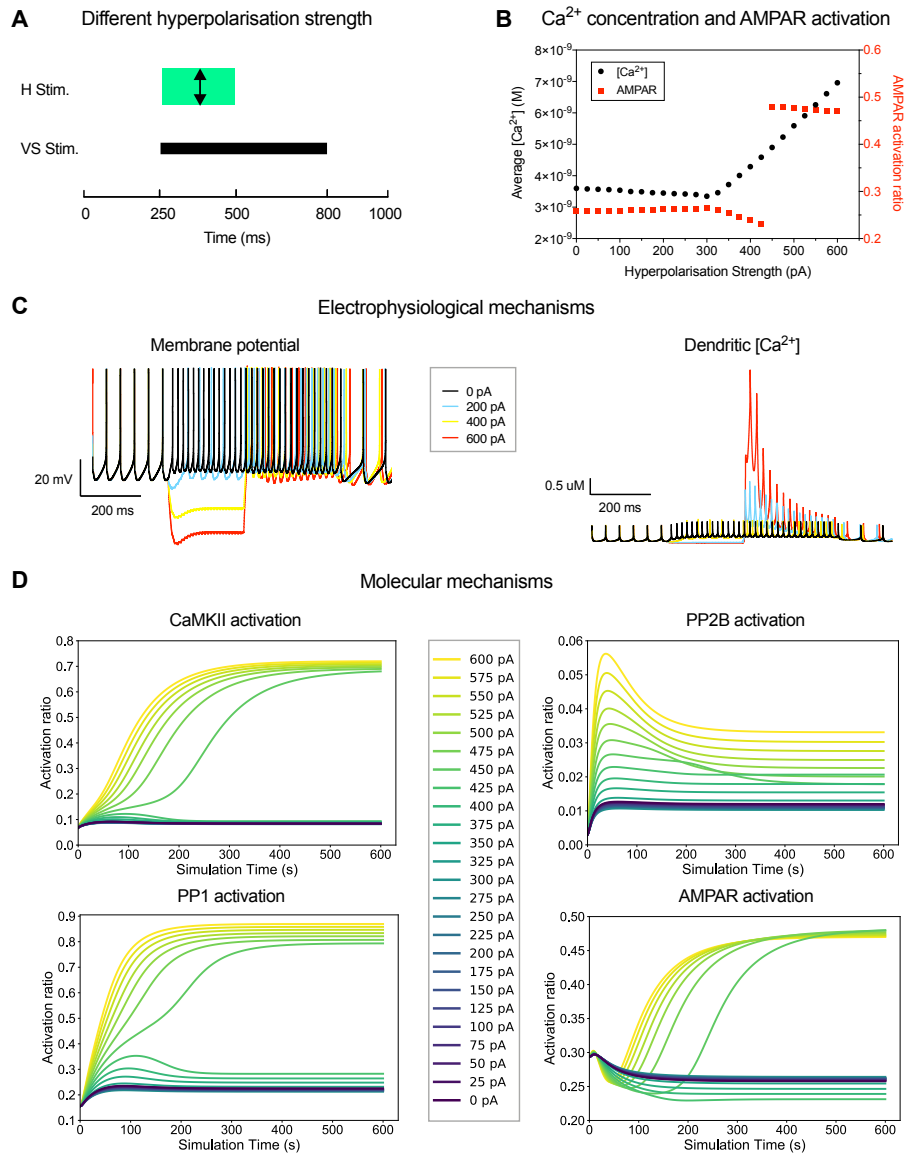 A Different hyperpolarisation strength
H Stim.
VS Stim.
0 250 500 800 1000
Time (ms)
B Ca²⁺ concentration and AMPAR activation
8×10⁻⁹
7×10⁻⁹
6×10⁻⁹
5×10⁻⁹
4×10⁻⁹
3×10⁻⁹
2×10⁻⁹
Average [Ca²⁺] (M)
[Ca²⁺]
AMPAR
0.6
0.5
0.4
0.3
0.2
AMPAR activation ratio
0 100 200 300 400 500 600
Hyperpolarisation Strength (pA)
C Electrophysiological mechanisms
Membrane potential
20 mV
200 ms
0 pA
200 pA
400 pA
600 pA
Dendritic [Ca²⁺]
0.5 uM
200 ms
D Molecular mechanisms
CaMKII activation
0.8
0.7
0.6
0.5
0.4
0.3
0.2
0.1
0.0
Activation ratio
0 100 200 300 400 500 600
Simulation Time (s)
PP1 activation
0.9
0.8
0.7
0.6
0.5
0.4
0.3
0.2
0.1
Activation ratio
0 100 200 300 400 500 600
Simulation Time (s)
600 pA
575 pA
550 pA
525 pA
500 pA
475 pA
450 pA
425 pA
400 pA
375 pA
350 pA
325 pA
300 pA
275 pA
250 pA
225 pA
200 pA
175 pA
150 pA
125 pA
100 pA
75 pA
50 pA
25 pA
0 pA
PP2B activation
0.06
0.05
0.04
0.03
0.02
0.01
0.00
Activation ratio
0 100 200 300 400 500 600
Simulation Time (s)
AMPAR activation
0.50
0.45
0.40
0.35
0.30
0.25
0.20
Activation ratio
0 100 200 300 400 500 600
Simulation Time (s)